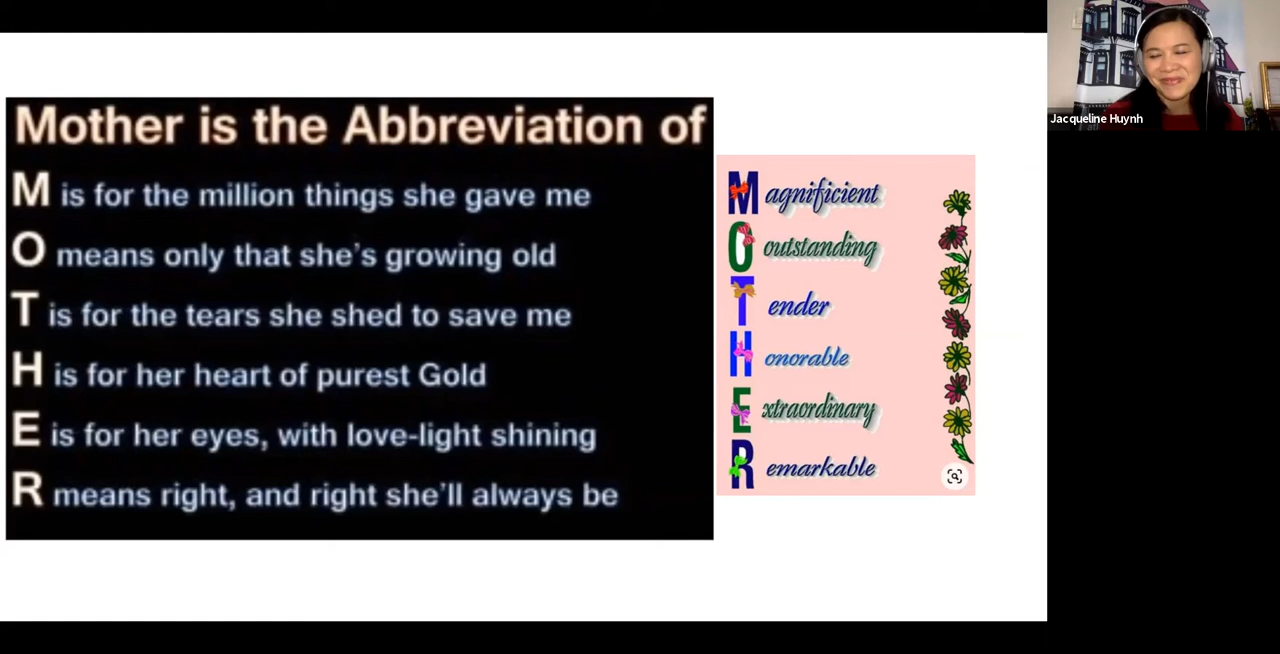 Mother is the Abbreviation of
M is for the million things she gave me
O means only that she's growing old
T is for the tears she shed to save me
H is for her heart of purest Gold
E is for her eyes, with love-light shining
R means right, and right she'll always be
Magnificient
Ooutstanding
Tender
Honorable
Extraordinary
Remarkable
Jacqueline Huynh